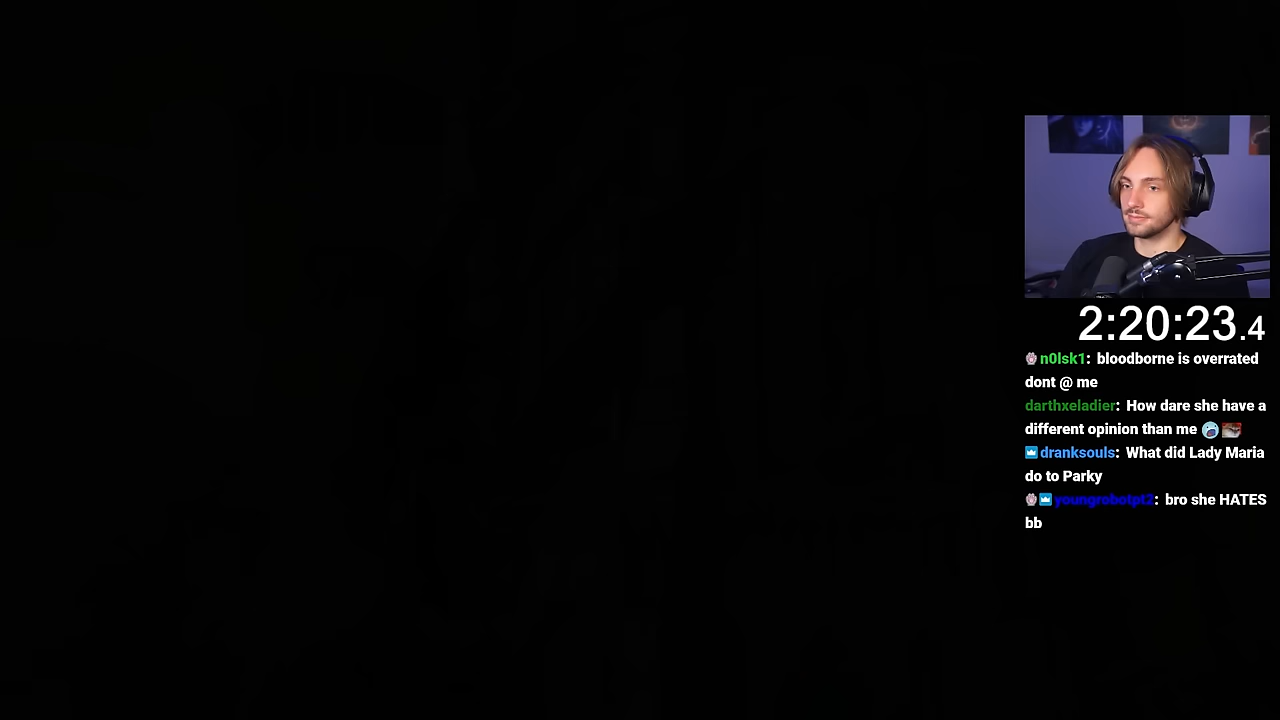 2:20:23.4
n0lsk1: bloodborne is overrated
dont @ me
darthxeladier: How dare she have a
different opinion than me
dranksouls: What did Lady Maria
do to Parky
youngrobotpt2: bro she HATES
bb